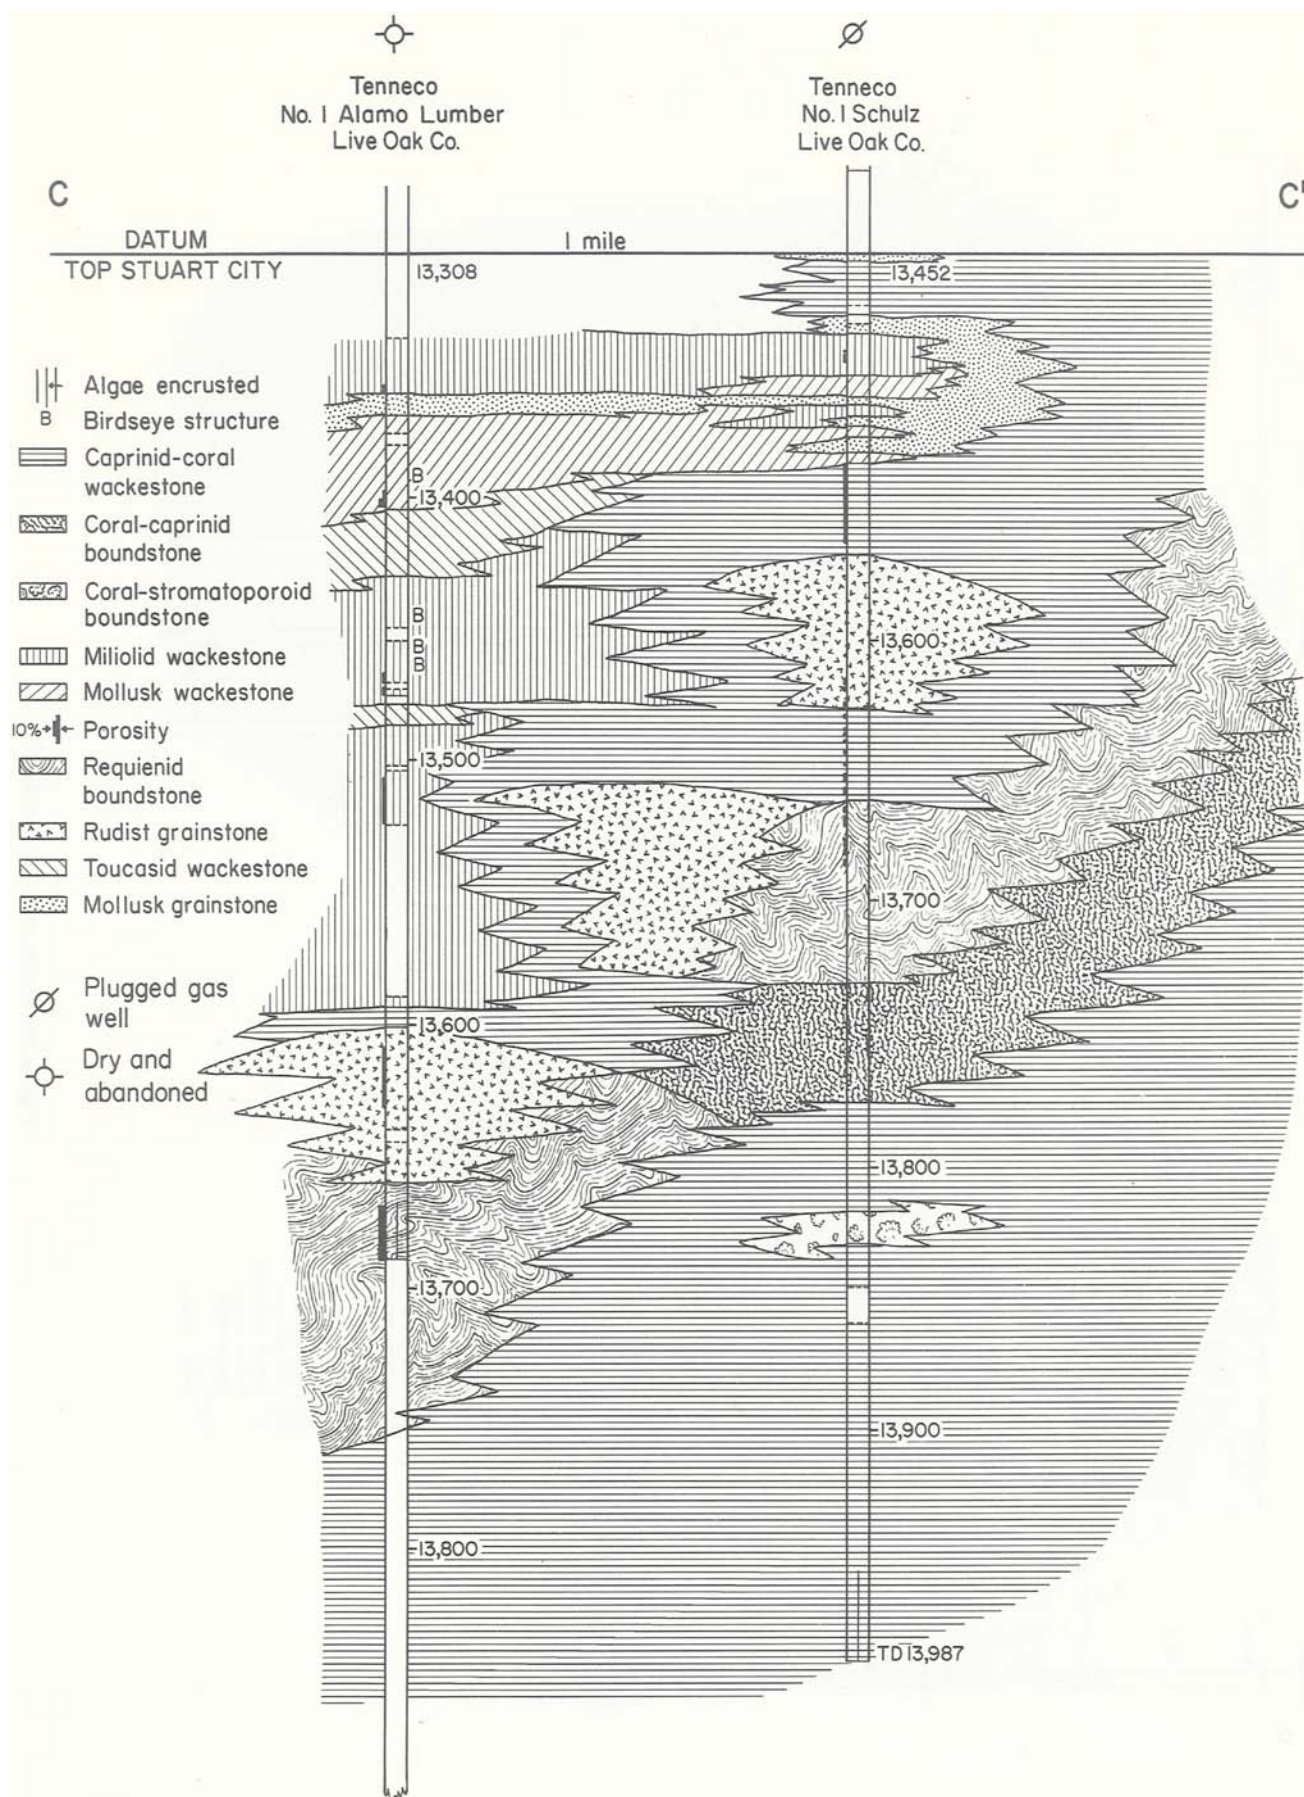 Tenneco
No. 1 Alamo Lumber
Live Oak Co.
Tenneco
No. 1 Schulz
Live Oak Co.
C
C'
DATUM
1 mile
TOP STUART CITY
13,308
13,452
Algae encrusted
B Birdseye structure
Caprinid-coral
wackestone
Coral-caprinid
boundstone
Coral-stromatoporoid
boundstone
Miliolid wackestone
Mollusk wackestone
10% Porosity
Requienid
boundstone
Rudist grainstone
Toucasid wackestone
Mollusk grainstone
Plugged gas
well
Dry and
abandoned
B
13,400
B
B
B
13,500
13,600
13,700
13,800
13,600
13,700
13,800
13,900
TD 13,987